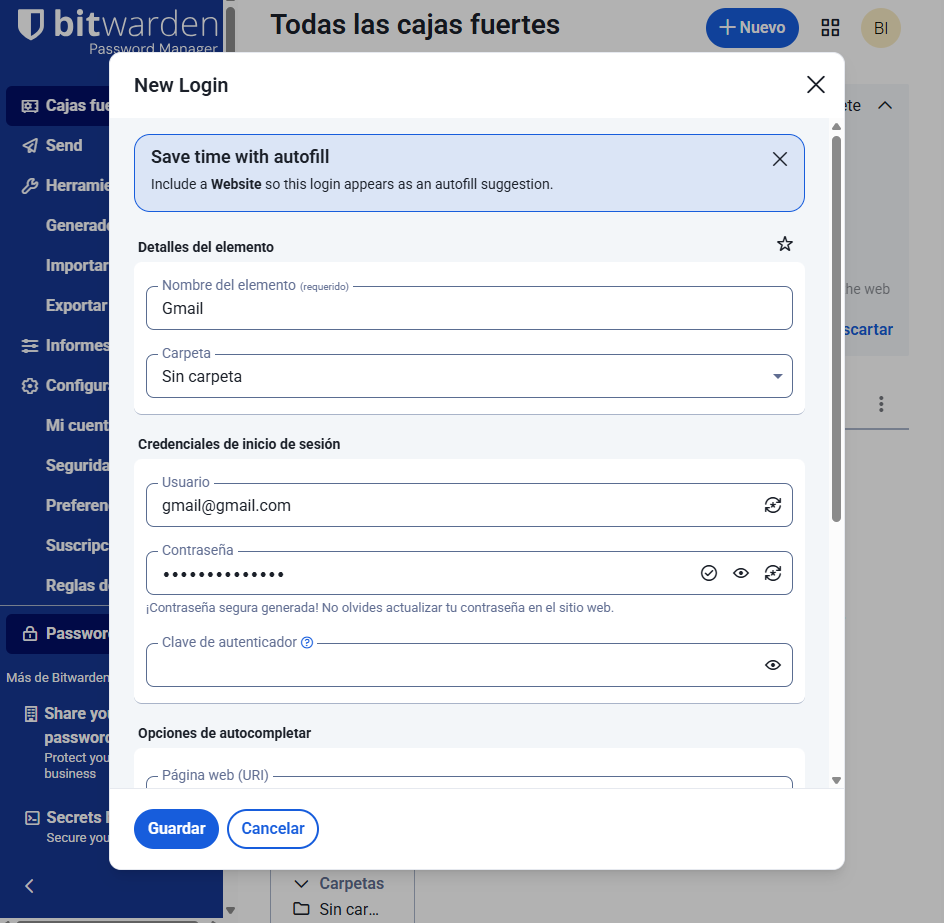 bitwarden
Password Manager
Todas las cajas fuertes
Nuevo
BI
New Login
Save time with autofill
Include a Website so this login appears as an autofill suggestion.
Detalles del elemento
Nombre del elemento (requerido)
Gmail
Carpeta
Sin carpeta
Credenciales de inicio de sesión
Usuario
gmail@gmail.com
Contraseña
••••••••••••••
¡Contraseña segura generada! No olvides actualizar tu contraseña en el sitio web.
Clave de autenticador
Opciones de autocompletar
Página web (URI)
Guardar
Cancelar
Cajas fue
Send
Herramie
Generado
Importar
Exportar
Informes
Configura
Mi cuent
Segurida
Preferen
Suscripc
Reglas d
Passwor
Más de Bitwarden
Share you
passwor
Protect you
business
Secrets
Secure you
ete
he web
scartar
Carpetas
Sin car...